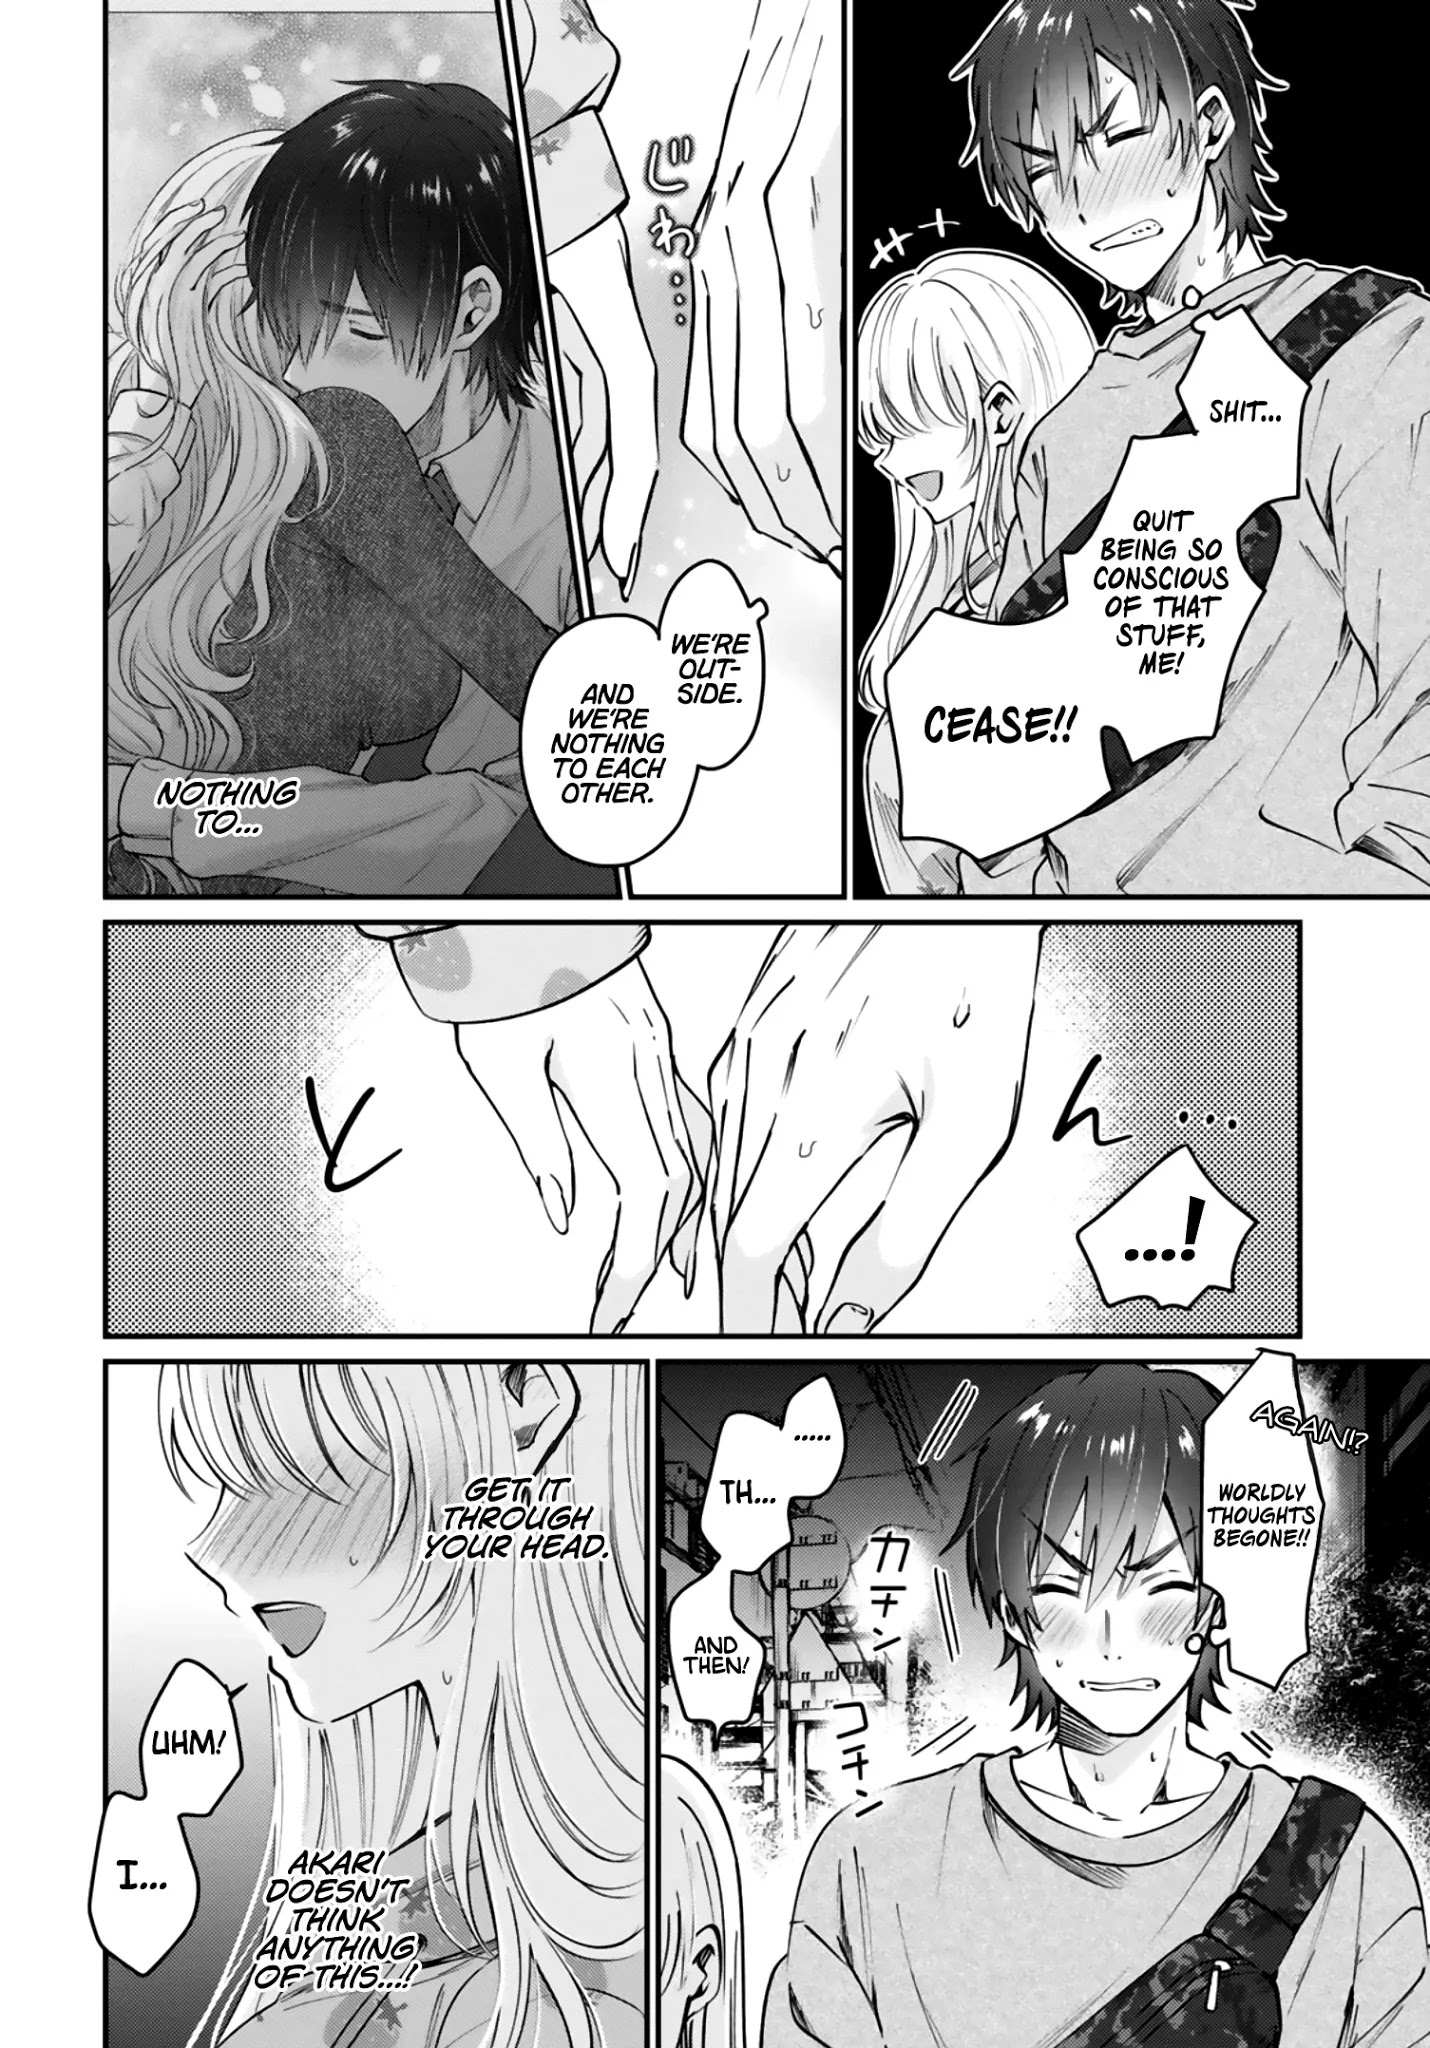 SHIT...
QUIT
BEING SO
CONSCIOUS
OF THAT
STUFF,
ME!
CEASE!!
じわ…
WE'RE
OUT-
SIDE.
AND
WE'RE
NOTHING
TO EACH
OTHER.
NOTHING
TO...
とん…
....!
AGAIN!?
WORLDLY
THOUGHTS
BEGONE!!
カチン
コチン
......
TH...
AND
THEN!
GET IT
THROUGH
YOUR HEAD.
UHM!
I...
AKARI
DOESN'T
THINK
ANYTHING
OF THIS...!